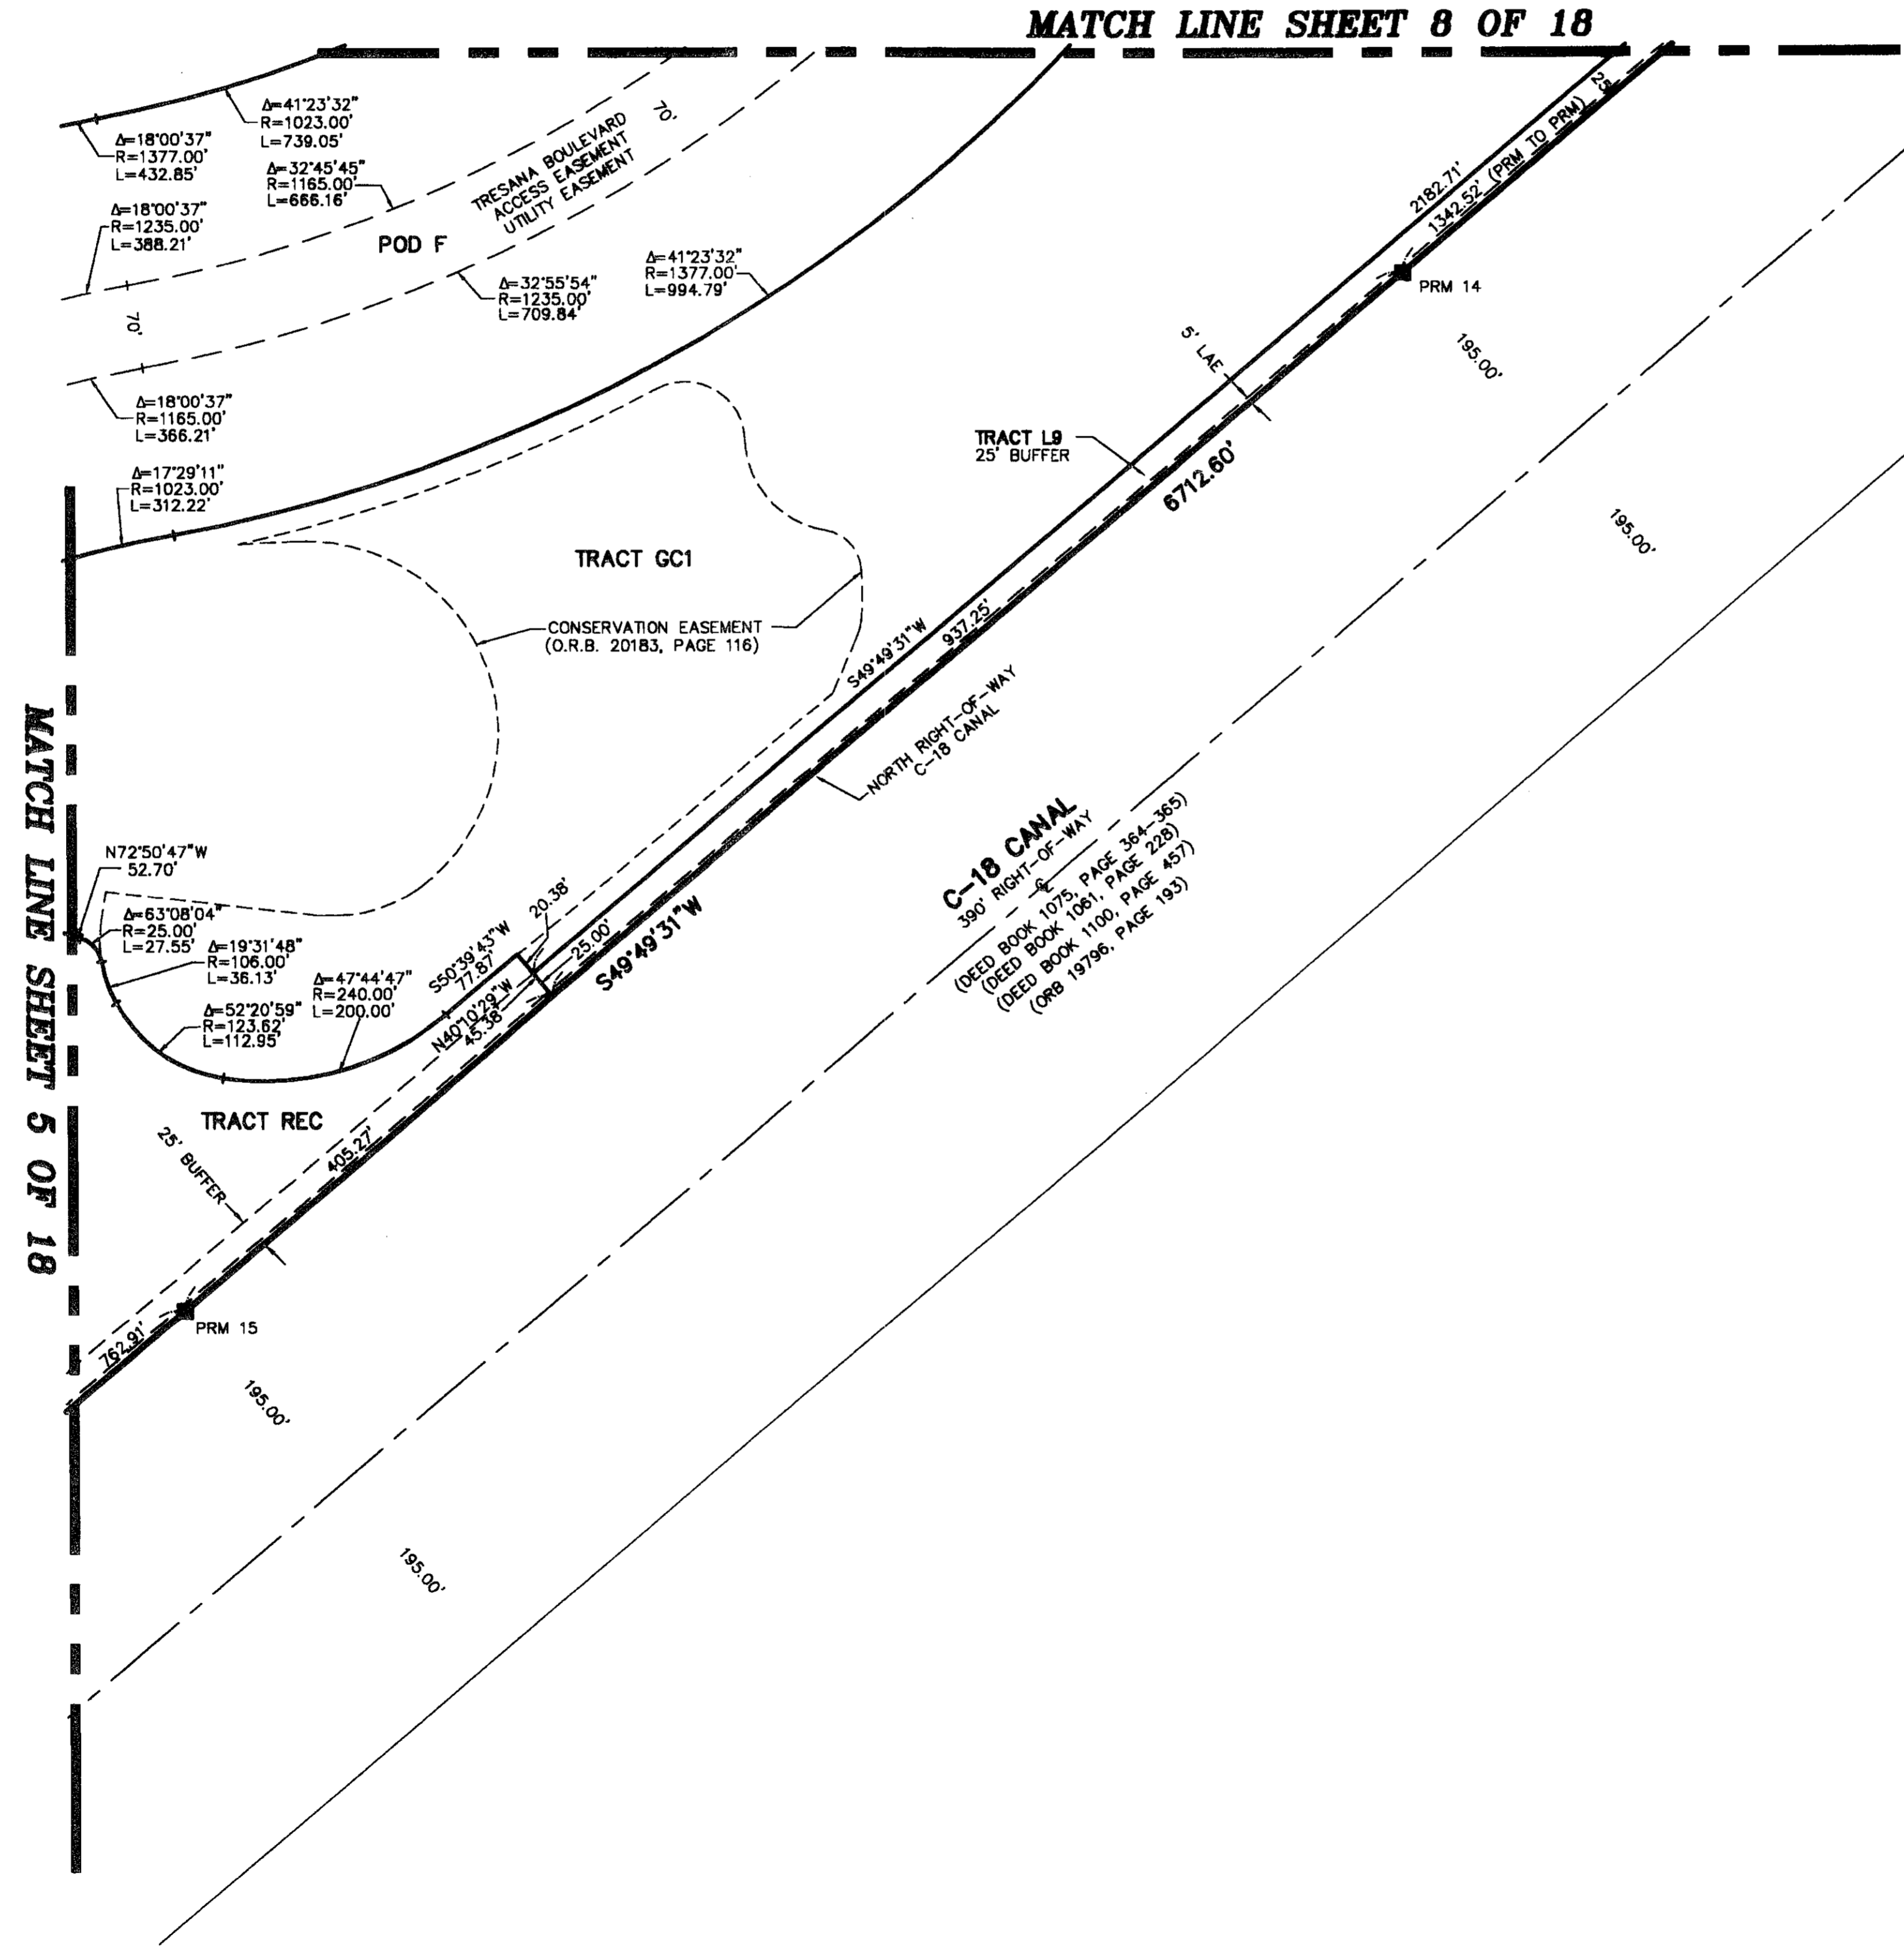 MATCH LINE SHEET 8 OF 18
Δ=41°23'32"
R=1023.00'
L=739.05'
Δ=18°00'37"
R=1377.00'
L=432.85'
Δ=32°45'45"
R=1165.00'
L=666.16'
Δ=18°00'37"
R=1235.00'
L=388.21'
70'
TRESANA BOULEVARD
ACCESS EASEMENT
UTILITY EASEMENT
POD F
Δ=32°55'54"
R=1235.00'
L=709.84'
Δ=41°23'32"
R=1377.00'
L=994.79'
70'
Δ=18°00'37"
R=1165.00'
L=366.21'
Δ=17°29'11"
R=1023.00'
L=312.22'
25'
2182.71'
1342.52' (PRM TO PRM)
PRM 14
195.00'
5' LAE
TRACT L9
25' BUFFER
6712.60'
195.00'
TRACT GC1
CONSERVATION EASEMENT
(O.R.B. 20183, PAGE 116)
S49°49'31"W
937.25'
NORTH RIGHT-OF-WAY
C-18 CANAL
C-18 CANAL
390' RIGHT-OF-WAY
(DEED BOOK 1075, PAGE 364-365)
(DEED BOOK 1061, PAGE 228)
(DEED BOOK 1100, PAGE 457)
(ORB 19796, PAGE 193)
MATCH LINE SHEET 5 OF 18
N72°50'47"W
52.70'
Δ=63°08'04"
R=25.00'
L=27.55'
Δ=19°31'48"
R=106.00'
L=36.13'
Δ=52°20'59"
R=123.62'
L=112.95'
Δ=47°44'47"
R=240.00'
L=200.00'
S50°39'43"W
77.87'
20.38'
25.00'
N40°10'29"W
45.38'
S49°49'31"W
TRACT REC
25' BUFFER
405.27'
762.91'
PRM 15
195.00'
195.00'